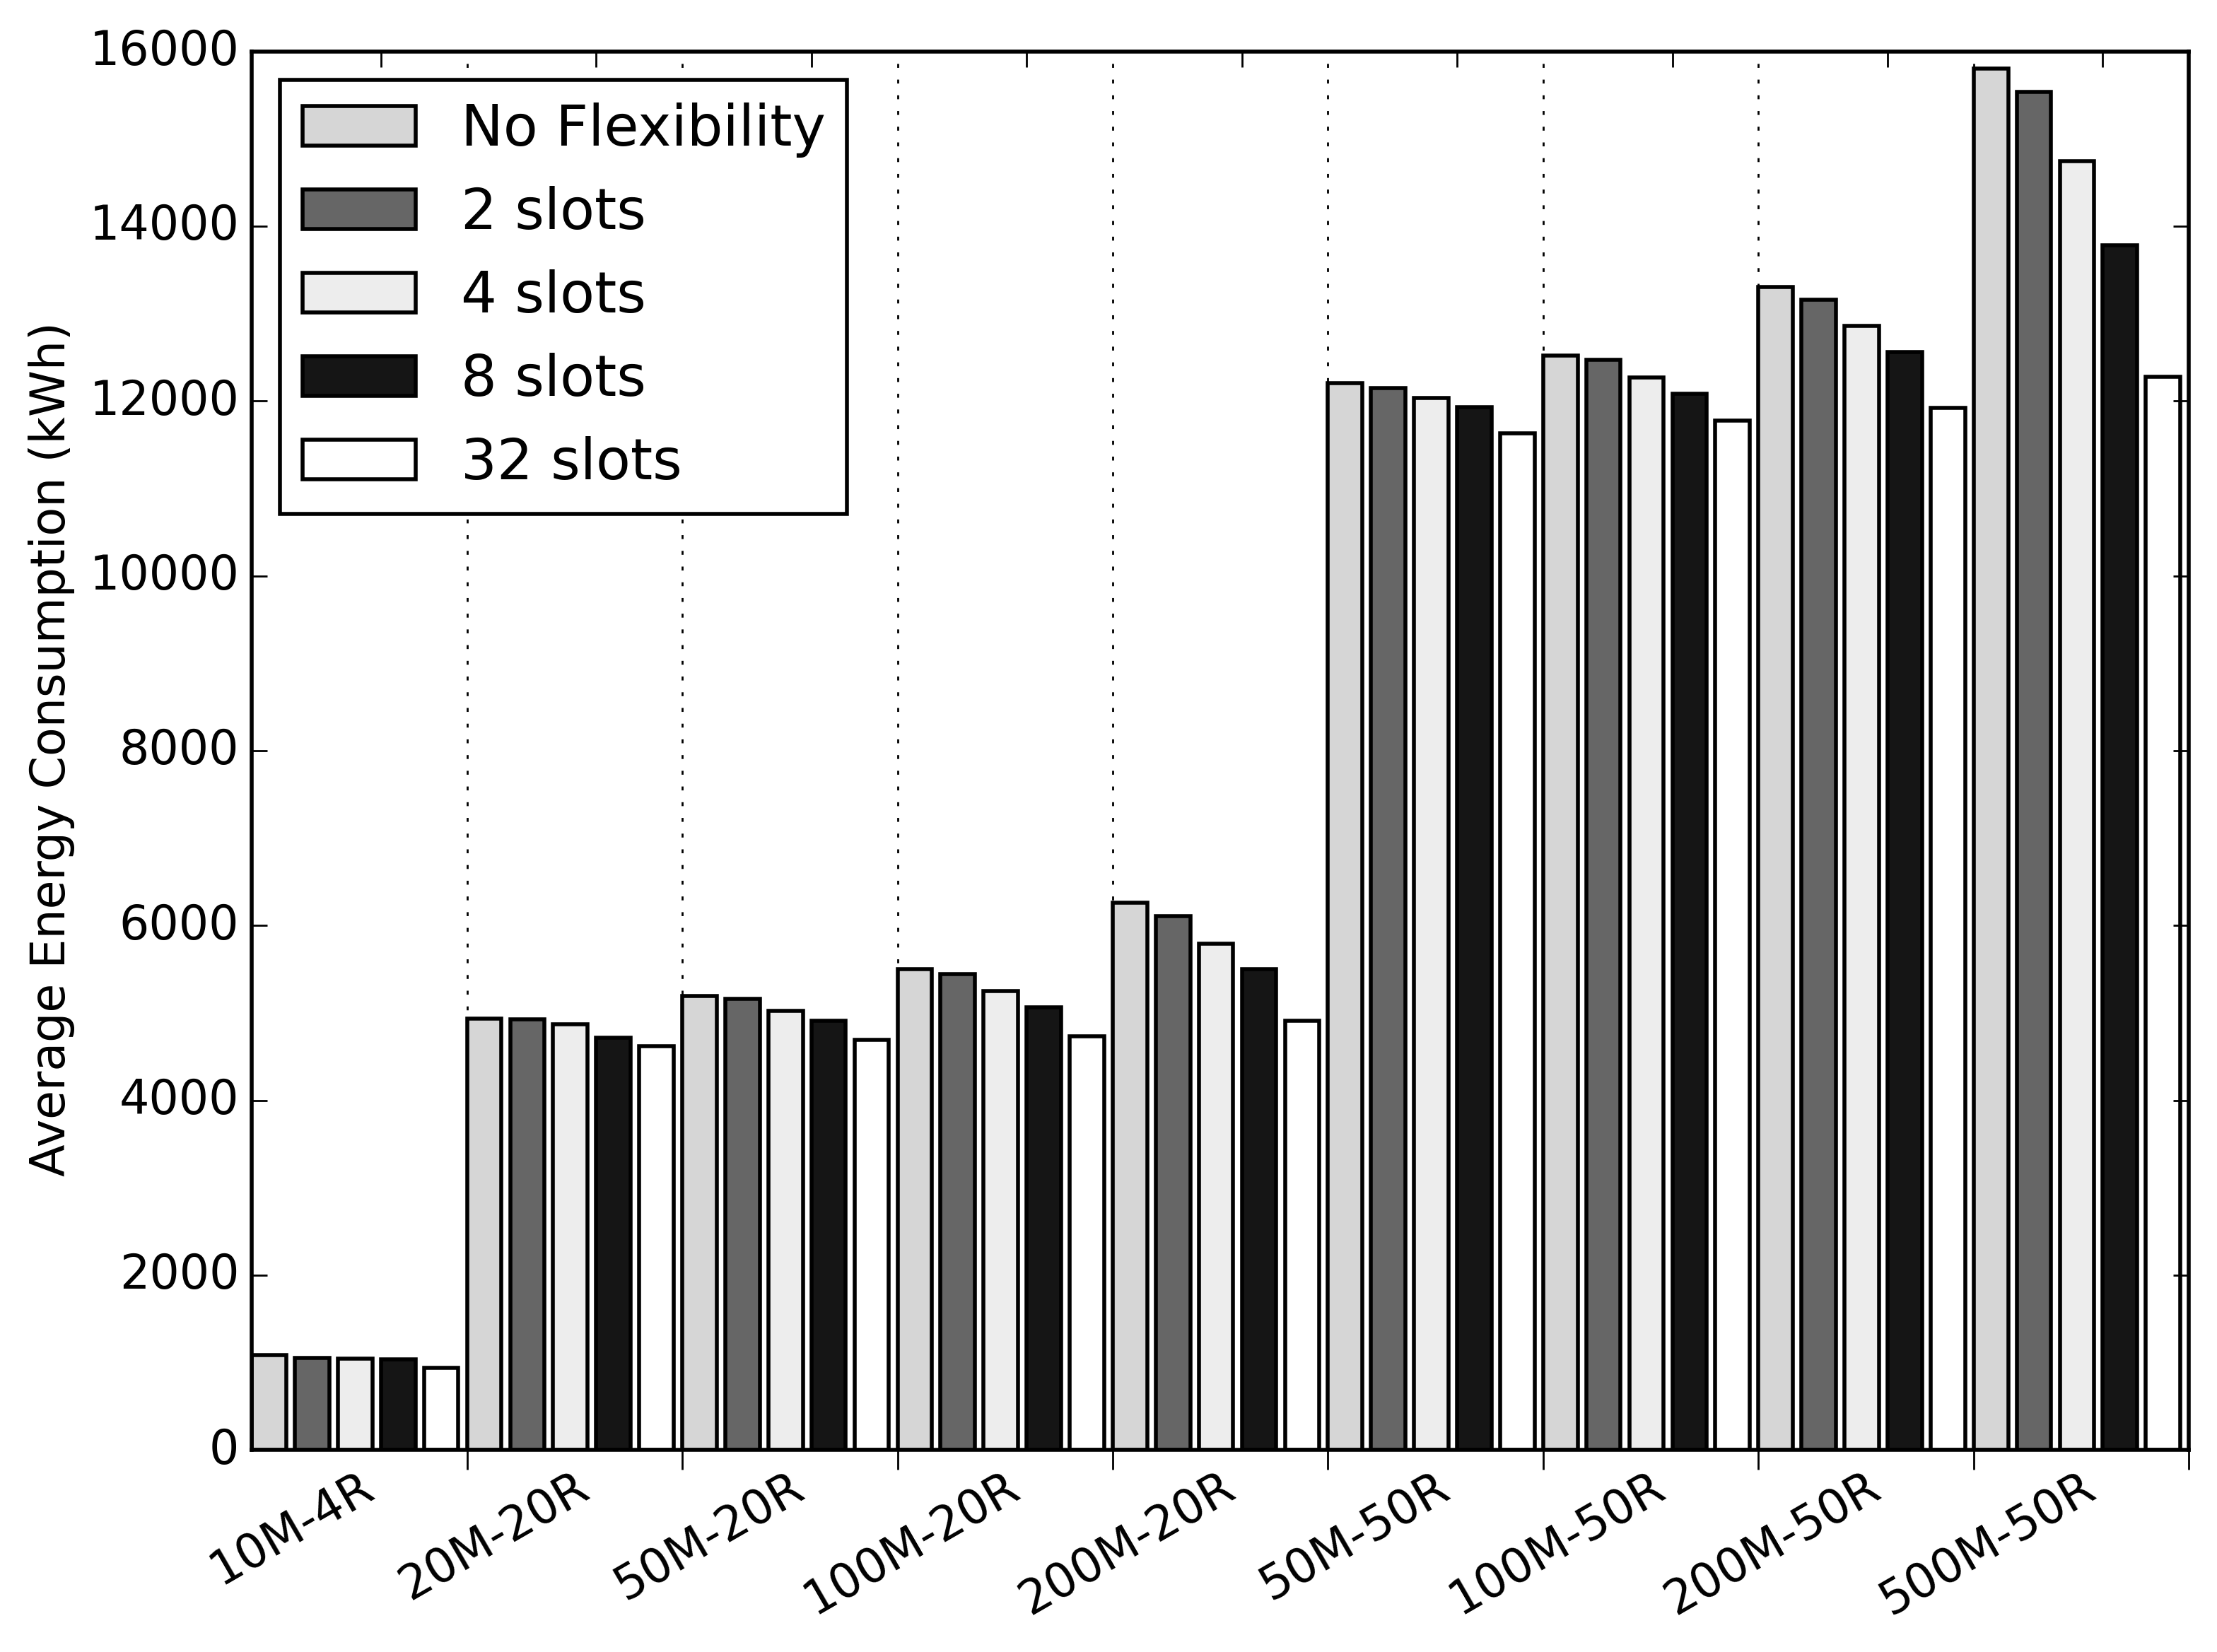 Average Energy Consumption (kWh)
16000
14000
12000
10000
8000
6000
4000
2000
0
No Flexibility
2 slots
4 slots
8 slots
32 slots
10M-4R
20M-20R
50M-20R
100M-20R
200M-20R
50M-50R
100M-50R
200M-50R
500M-50R